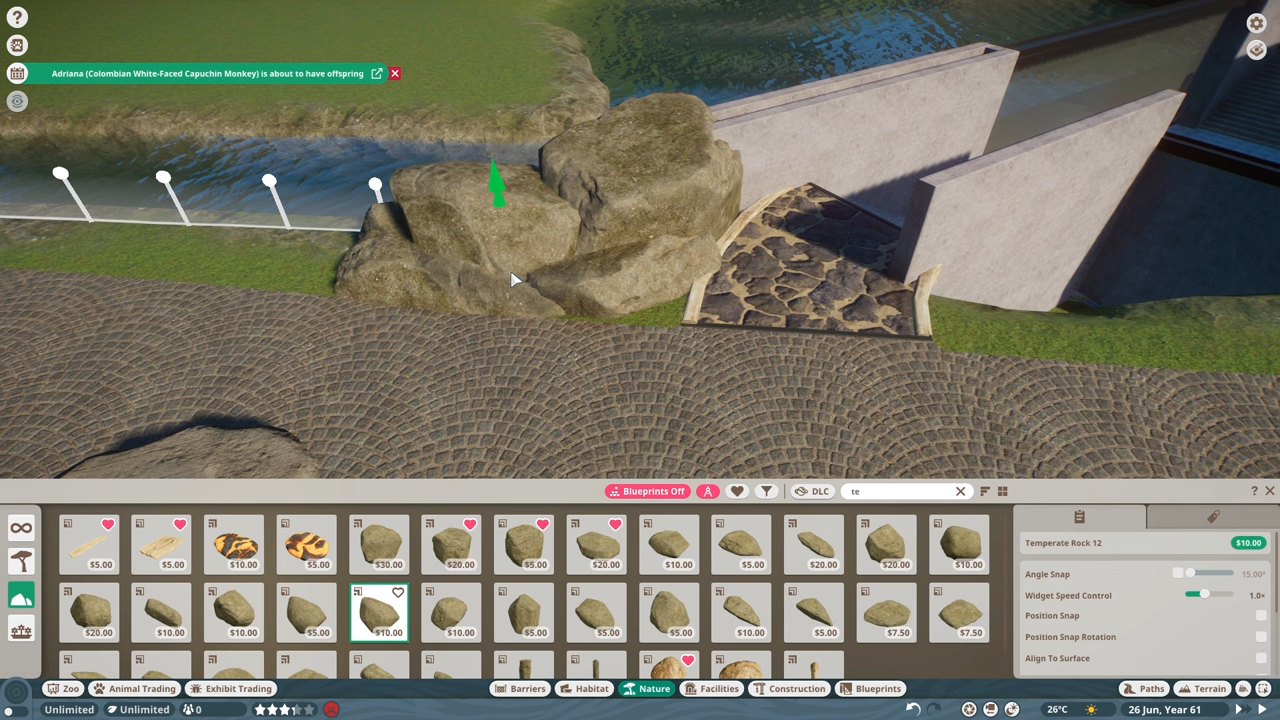 ?
Adriana (Colombian White-Faced Capuchin Monkey) is about to have offspring
Blueprints Off
DLC
te
?
$5.00 $5.00 $10.00 $5.00 $30.00 $20.00 $5.00 $20.00 $10.00 $5.00 $20.00 $20.00 $10.00
$20.00 $10.00 $10.00 $5.00 $10.00 $10.00 $5.00 $5.00 $5.00 $10.00 $5.00 $7.50 $7.50
Temperate Rock 12 $10.00
Angle Snap 15.00°
Widget Speed Control 1.0×
Position Snap
Position Snap Rotation
Align To Surface
Zoo Animal Trading Exhibit Trading Barriers Habitat Nature Facilities Construction Blueprints Paths Terrain
Unlimited Unlimited 0 26°C 26 Jun, Year 61